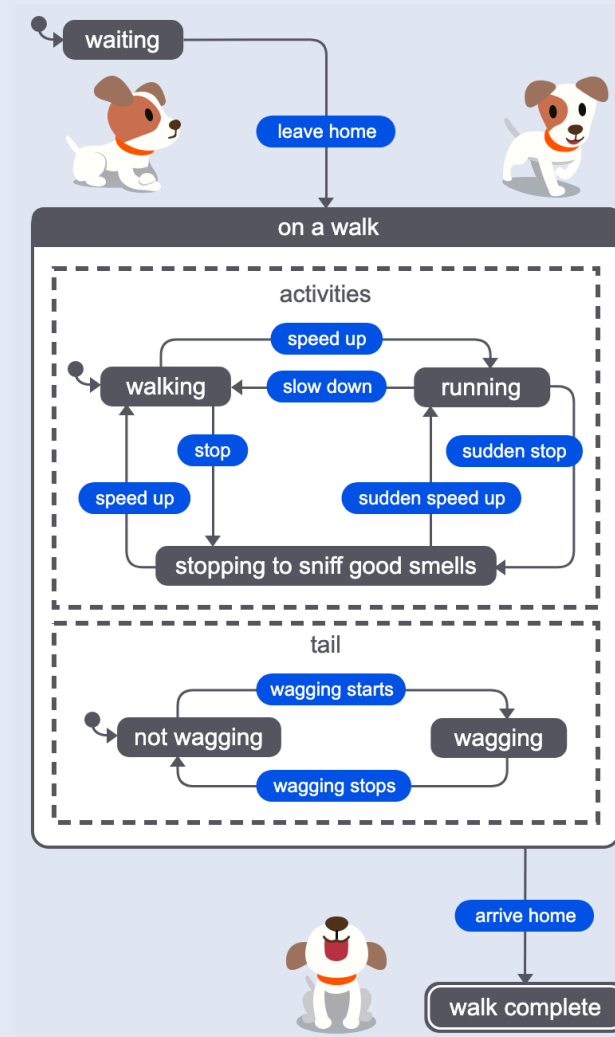 waiting
leave home
on a walk
activities
speed up
walking
slow down
running
stop
sudden stop
speed up
sudden speed up
stopping to sniff good smells
tail
wagging starts
not wagging
wagging
wagging stops
arrive home
walk complete